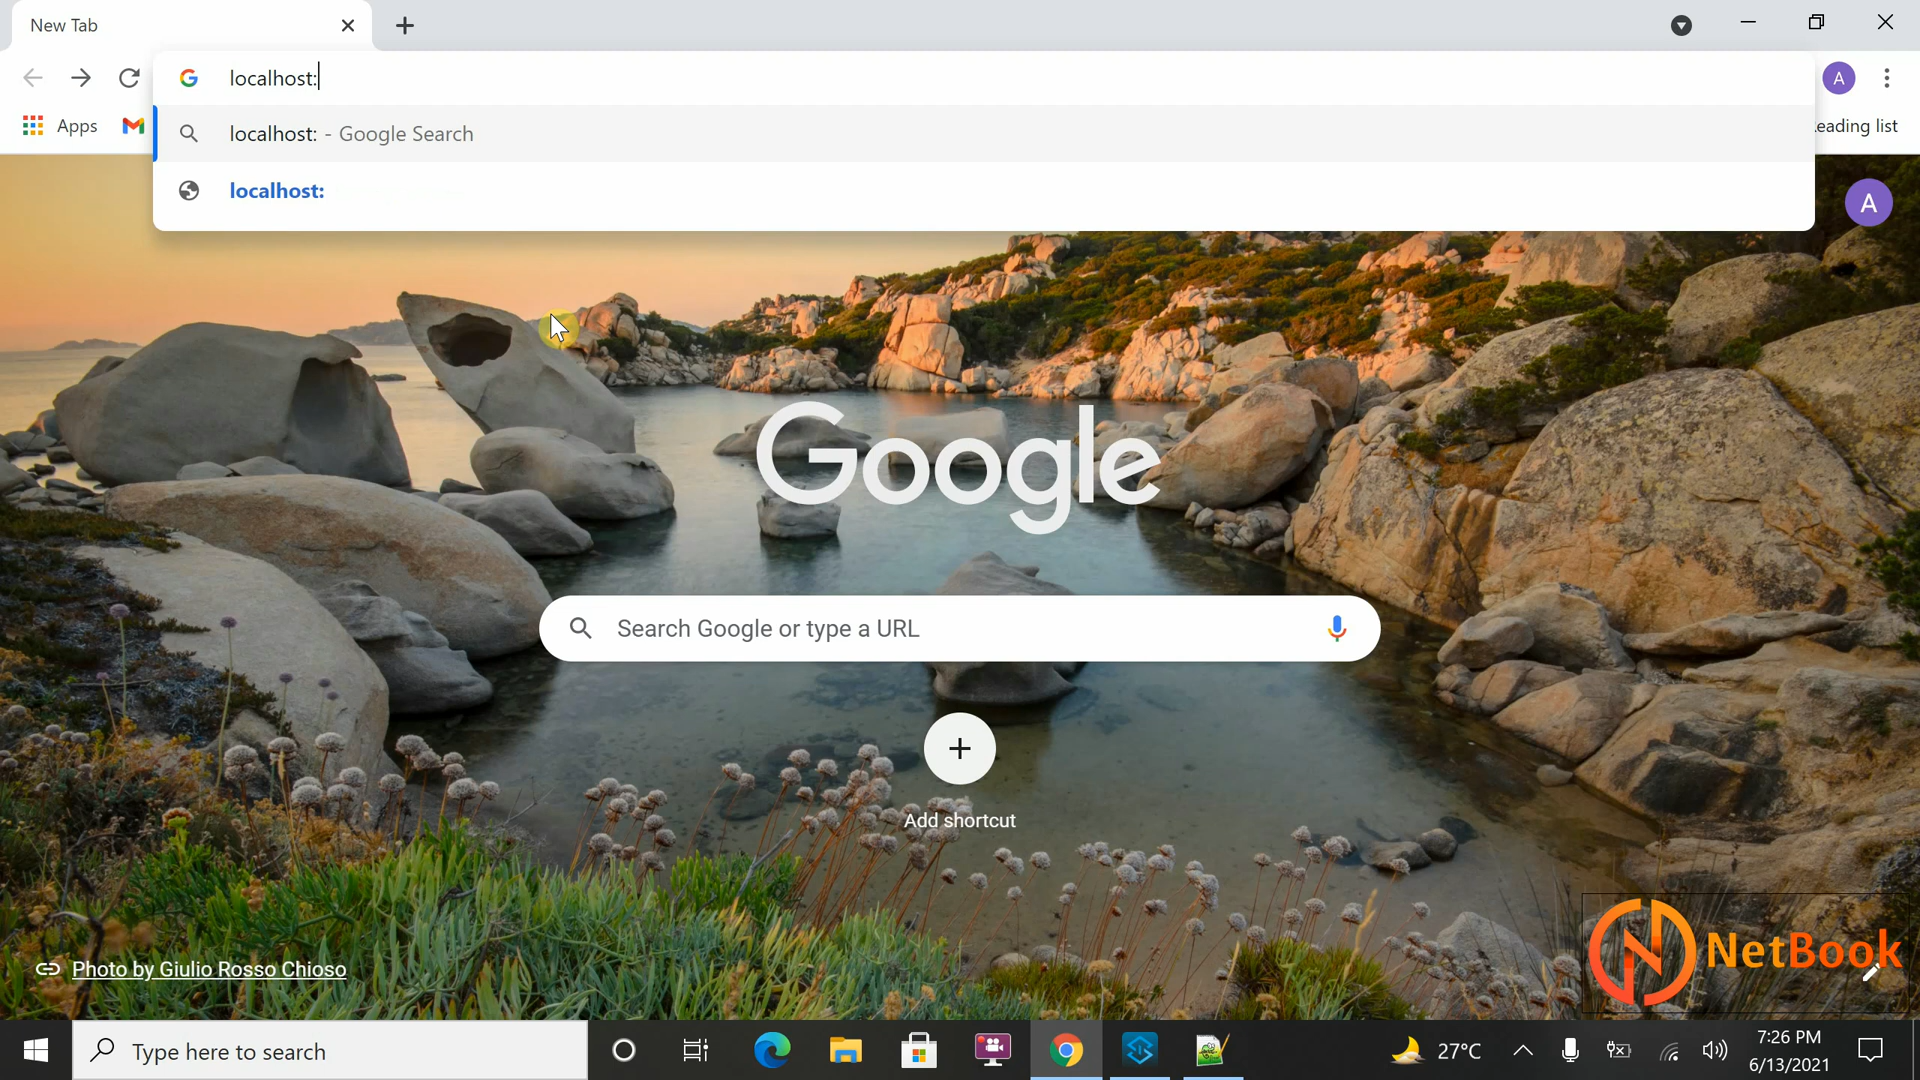 New Tab
localhost:
A
Apps
eading list
localhost: - Google Search
localhost:
A
Google
Search Google or type a URL
Add shortcut
NetBook
Photo by Giulio Rosso Chioso
Type here to search
27°C
7:26 PM
6/13/2021